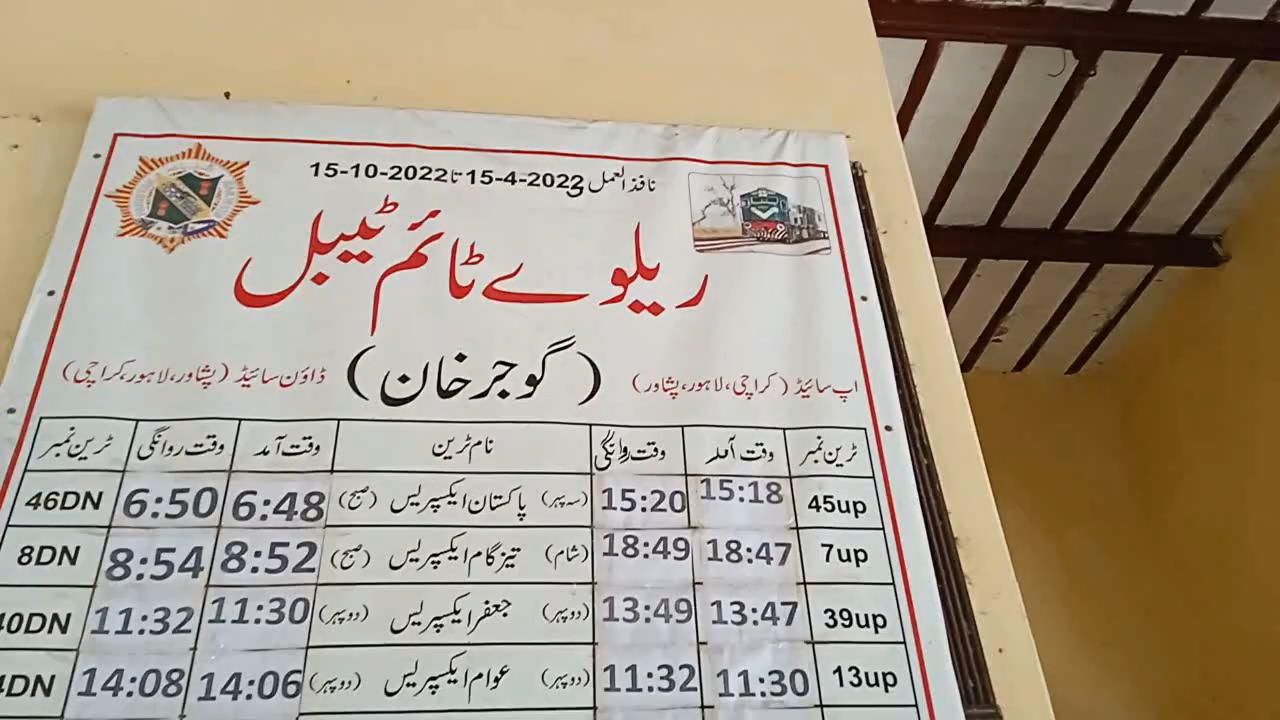 نافذ العمل 15-10-2022 تا 15-4-2023
ریلوے ٹائم ٹیبل
(گوجرخان)
اپ سائیڈ (کراچی، لاہور، پشاور)
ڈاؤن سائیڈ (پشاور، لاہور، کراچی)
ٹرین نمبر وقت آمد وقت روانگی نام ٹرین وقت آمد وقت روانگی ٹرین نمبر
45up 15:18 15:20 (سہ پہر) پاکستان ایکسپریس (صبح) 6:48 6:50 46DN
7up 18:47 18:49 (شام) تیزگام ایکسپریس (صبح) 8:52 8:54 8DN
39up 13:47 13:49 (دوپہر) جعفر ایکسپریس (دوپہر) 11:30 11:32 40DN
13up 11:30 11:32 (دوپہر) عوام ایکسپریس (دوپہر) 14:06 14:08 4DN